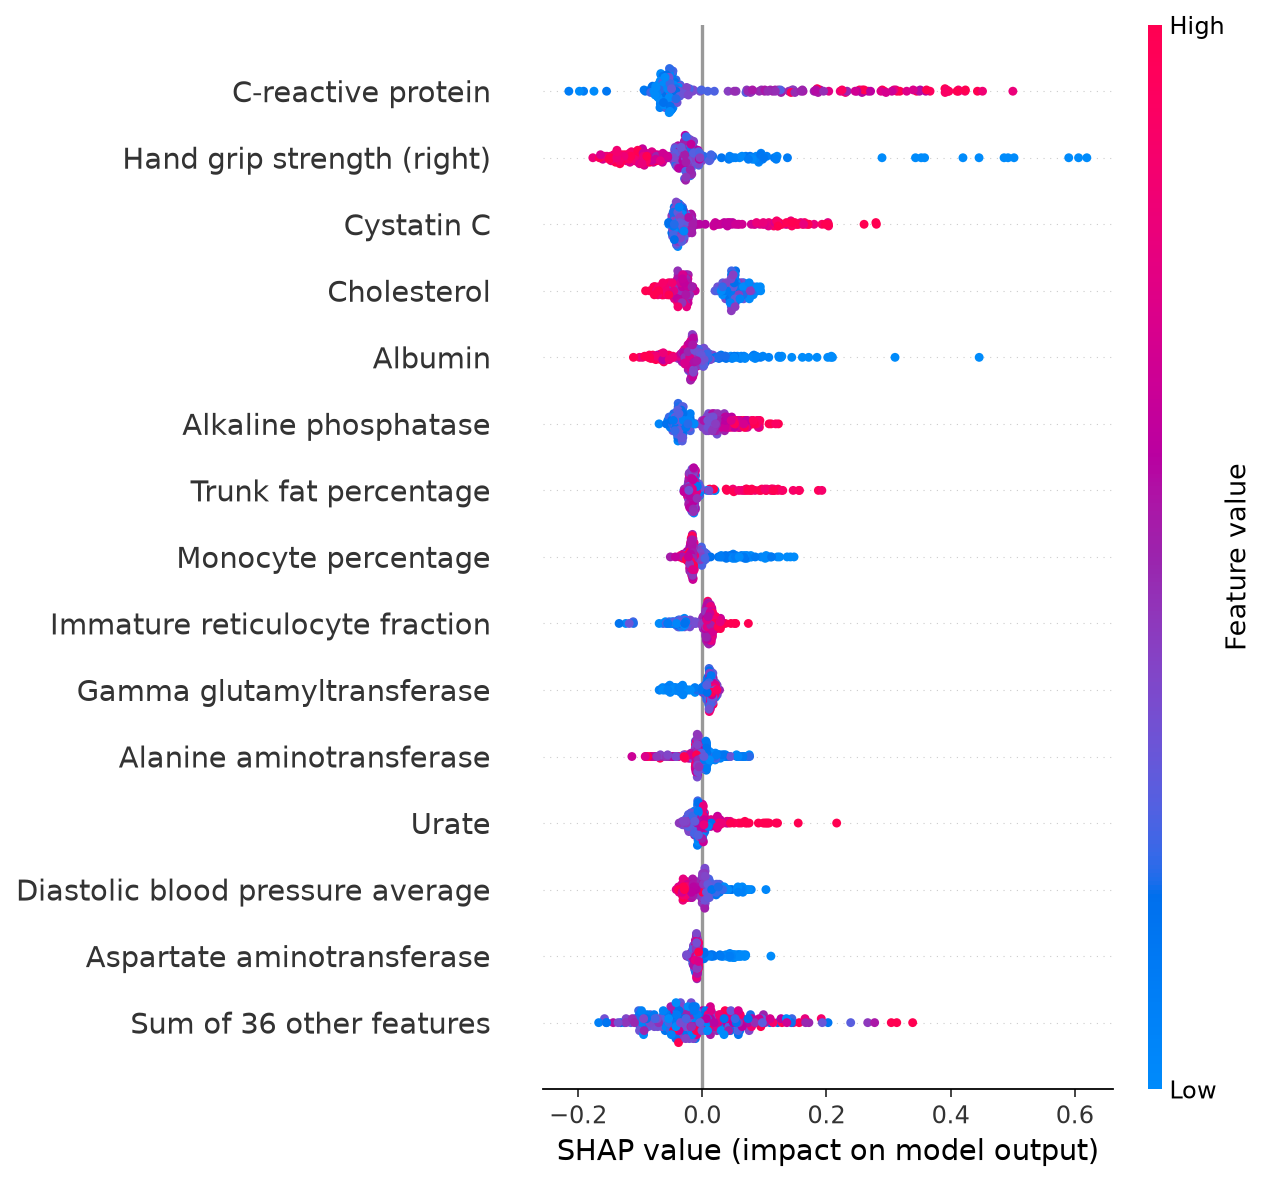 High
C-reactive protein
Hand grip strength (right)
Cystatin C
Cholesterol
Albumin
Alkaline phosphatase
Trunk fat percentage
Monocyte percentage
Immature reticulocyte fraction
Gamma glutamyltransferase
Alanine aminotransferase
Urate
Diastolic blood pressure average
Aspartate aminotransferase
Sum of 36 other features
Feature value
Low
−0.2 0.0 0.2 0.4 0.6
SHAP value (impact on model output)